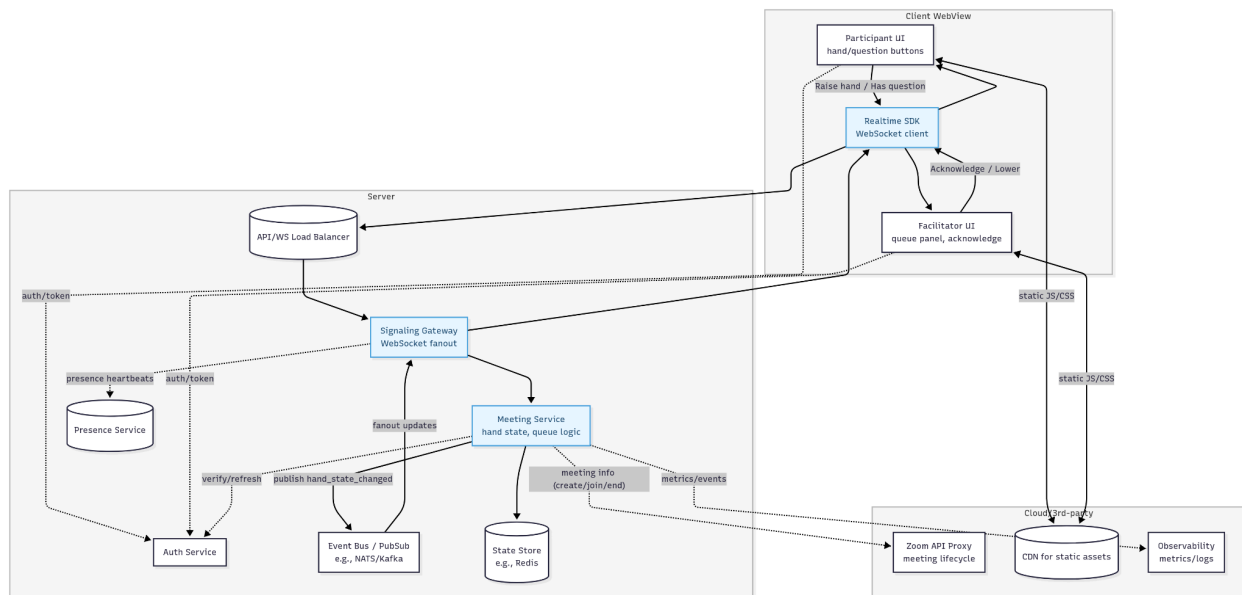 Client WebView
Participant UI
hand/question buttons
Raise hand / Has question
Realtime SDK
WebSocket client
Acknowledge / Lower
Facilitator UI
queue panel, acknowledge
Server
API/WS Load Balancer
auth/token
static JS/CSS
Signaling Gateway
WebSocket fanout
presence heartbeats
auth/token
static JS/CSS
Presence Service
Meeting Service
hand state, queue logic
fanout updates
verify/refresh
publish hand_state_changed
meeting info
(create/join/end)
metrics/events
Cloud/3rd-party
Auth Service
Event Bus / PubSub
e.g., NATS/Kafka
State Store
e.g., Redis
Zoom API Proxy
meeting lifecycle
CDN for static assets
Observability
metrics/logs